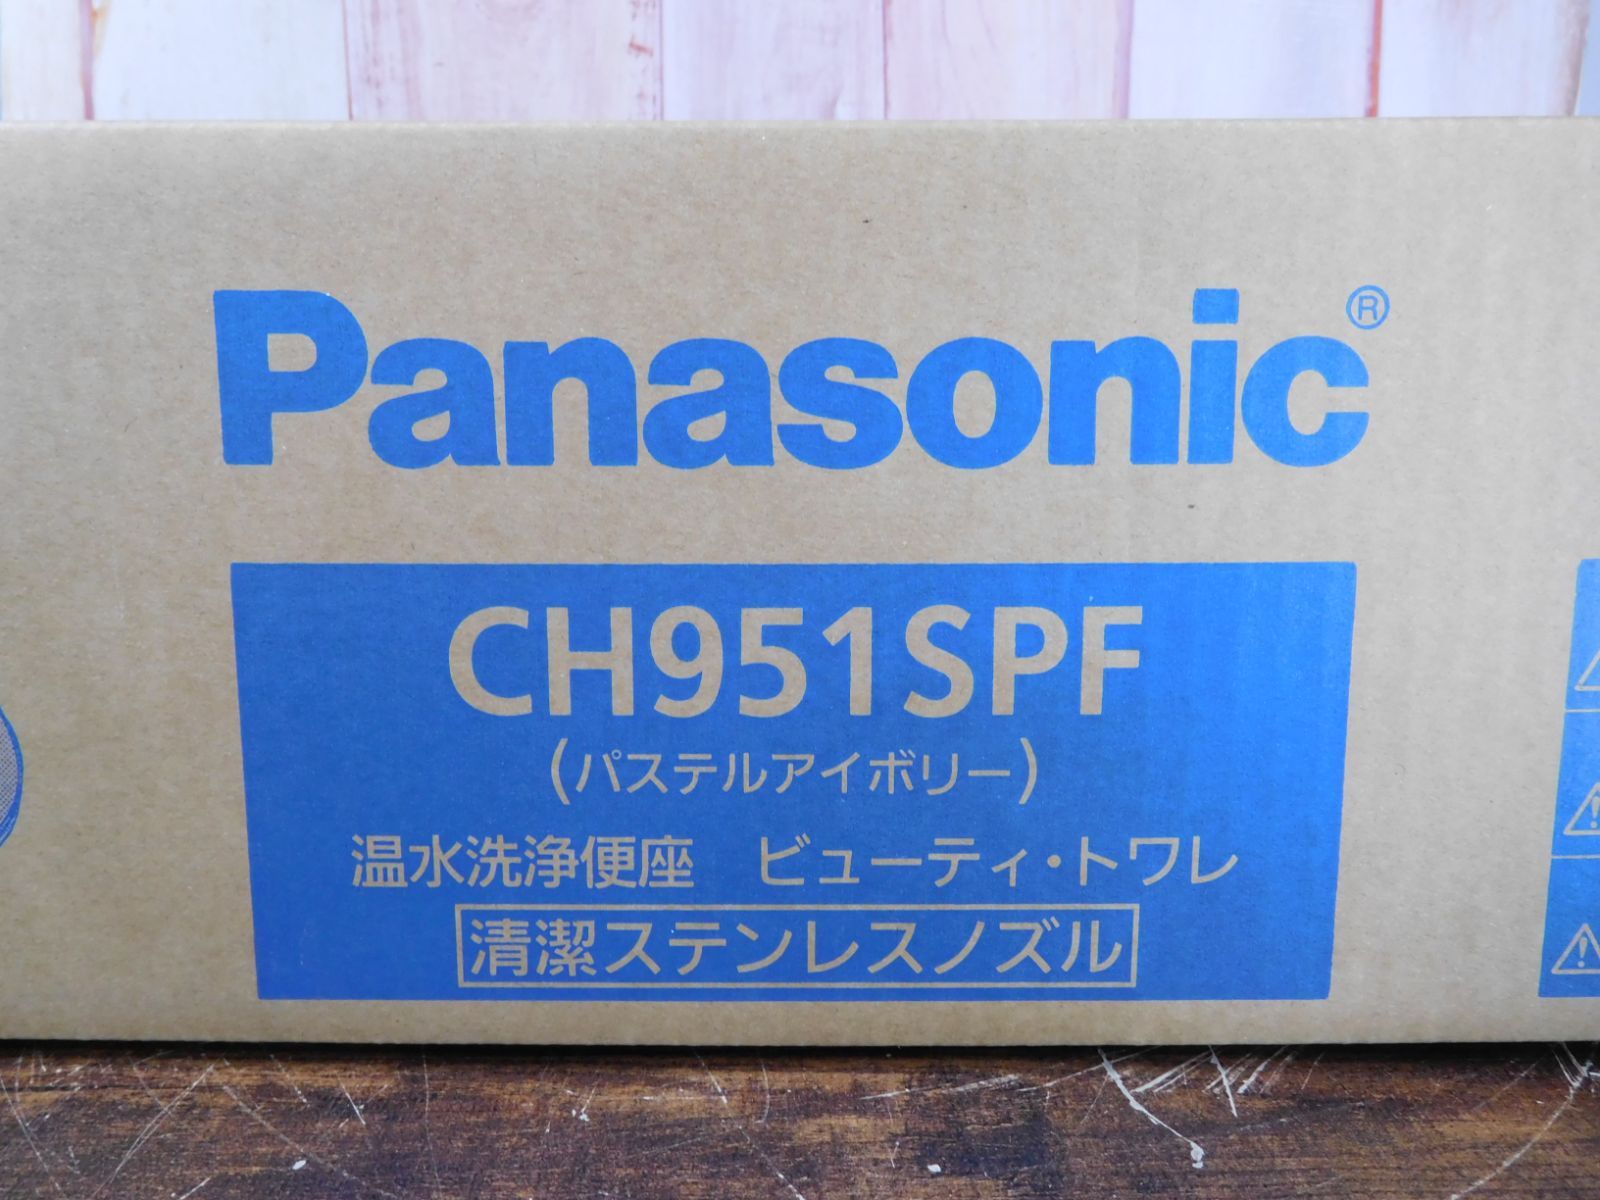 Panasonic®
CH951SPF
(パステルアイボリー)
温水洗浄便座 ビューティ・トワレ
清潔ステンレスノズル